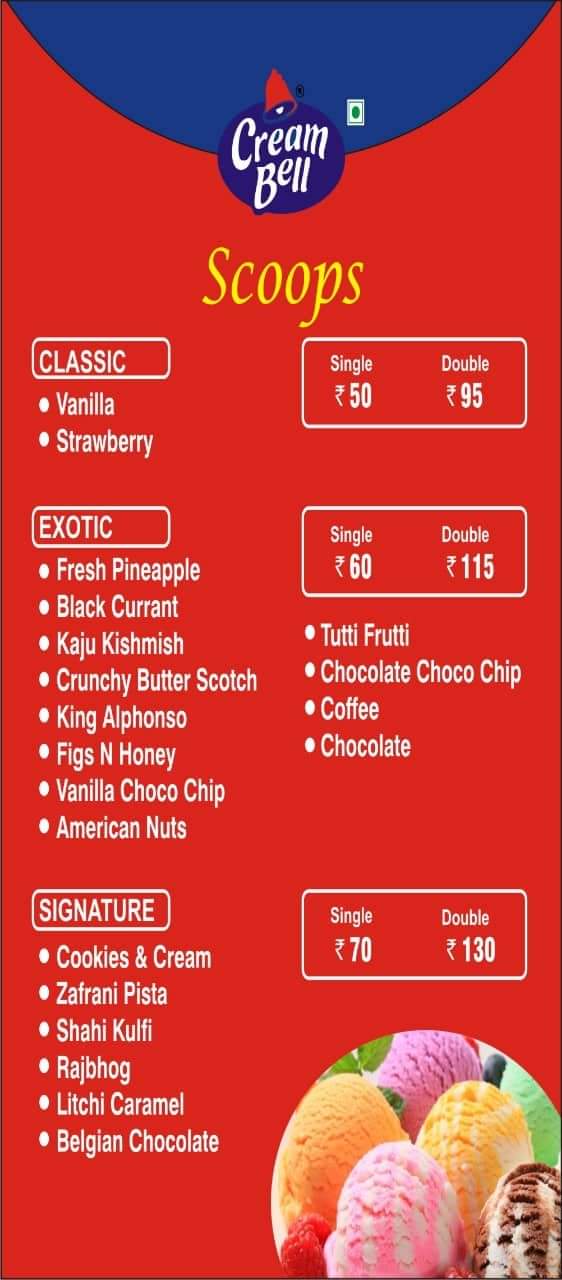 ®
Cream
Bell
Scoops
CLASSIC
Single Double
₹ 50 ₹ 95
• Vanilla
• Strawberry
EXOTIC
Single Double
₹ 60 ₹ 115
• Fresh Pineapple
• Black Currant
• Kaju Kishmish
• Crunchy Butter Scotch
• King Alphonso
• Figs N Honey
• Vanilla Choco Chip
• American Nuts
• Tutti Frutti
• Chocolate Choco Chip
• Coffee
• Chocolate
SIGNATURE
Single Double
₹ 70 ₹ 130
• Cookies & Cream
• Zafrani Pista
• Shahi Kulfi
• Rajbhog
• Litchi Caramel
• Belgian Chocolate